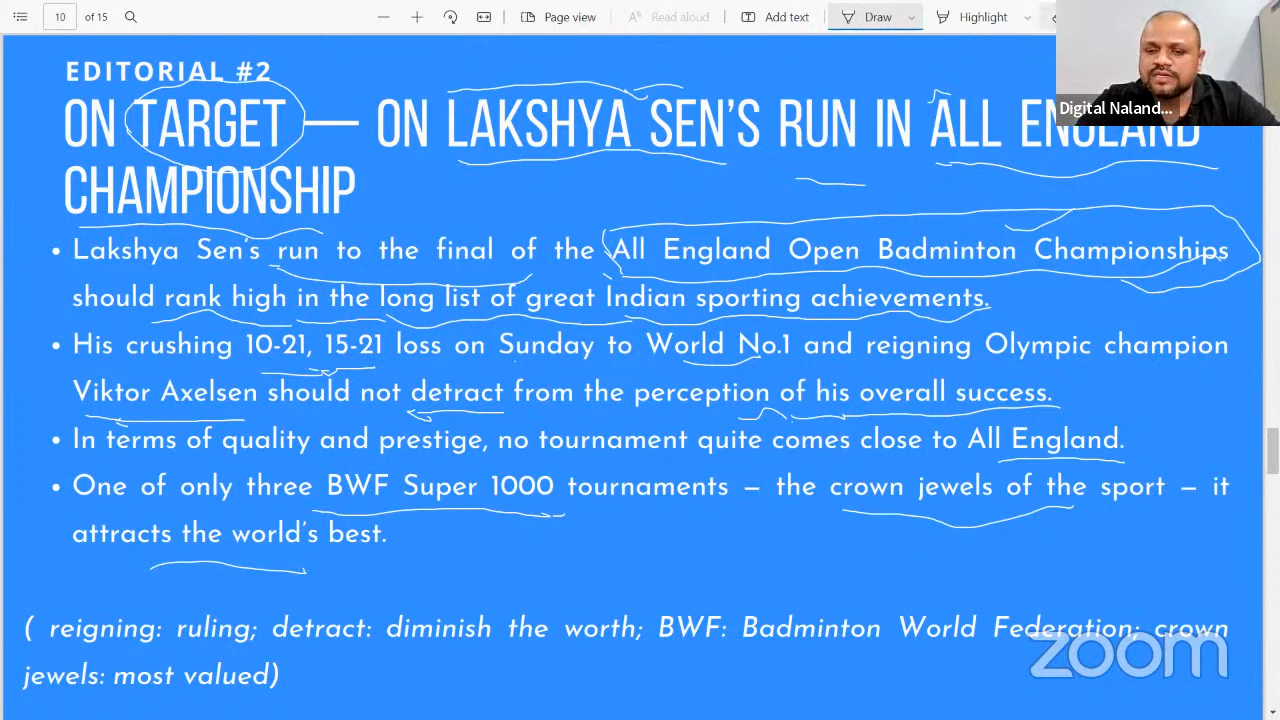 10 of 15 Page view Read aloud Add text Draw Highlight
EDITORIAL #2
ON TARGET — ON LAKSHYA SEN'S RUN IN ALL ENGLAND
CHAMPIONSHIP
Digital Naland...
• Lakshya Sen's run to the final of the All England Open Badminton Championships
should rank high in the long list of great Indian sporting achievements.
• His crushing 10-21, 15-21 loss on Sunday to World No.1 and reigning Olympic champion
Viktor Axelsen should not detract from the perception of his overall success.
• In terms of quality and prestige, no tournament quite comes close to All England.
• One of only three BWF Super 1000 tournaments – the crown jewels of the sport – it
attracts the world's best.
( reigning: ruling; detract: diminish the worth; BWF: Badminton World Federation; crown
jewels: most valued)
zoom